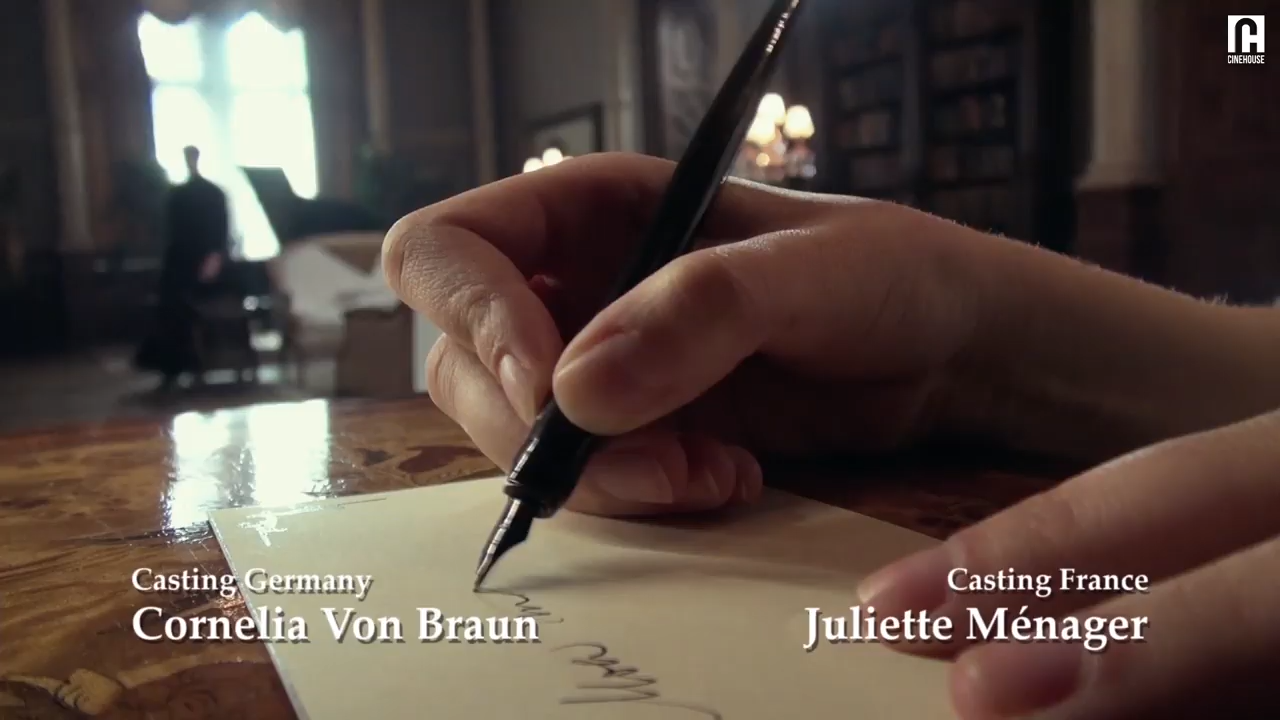 CINEHOUSE
Casting Germany
Cornelia Von Braun
Casting France
Juliette Ménager